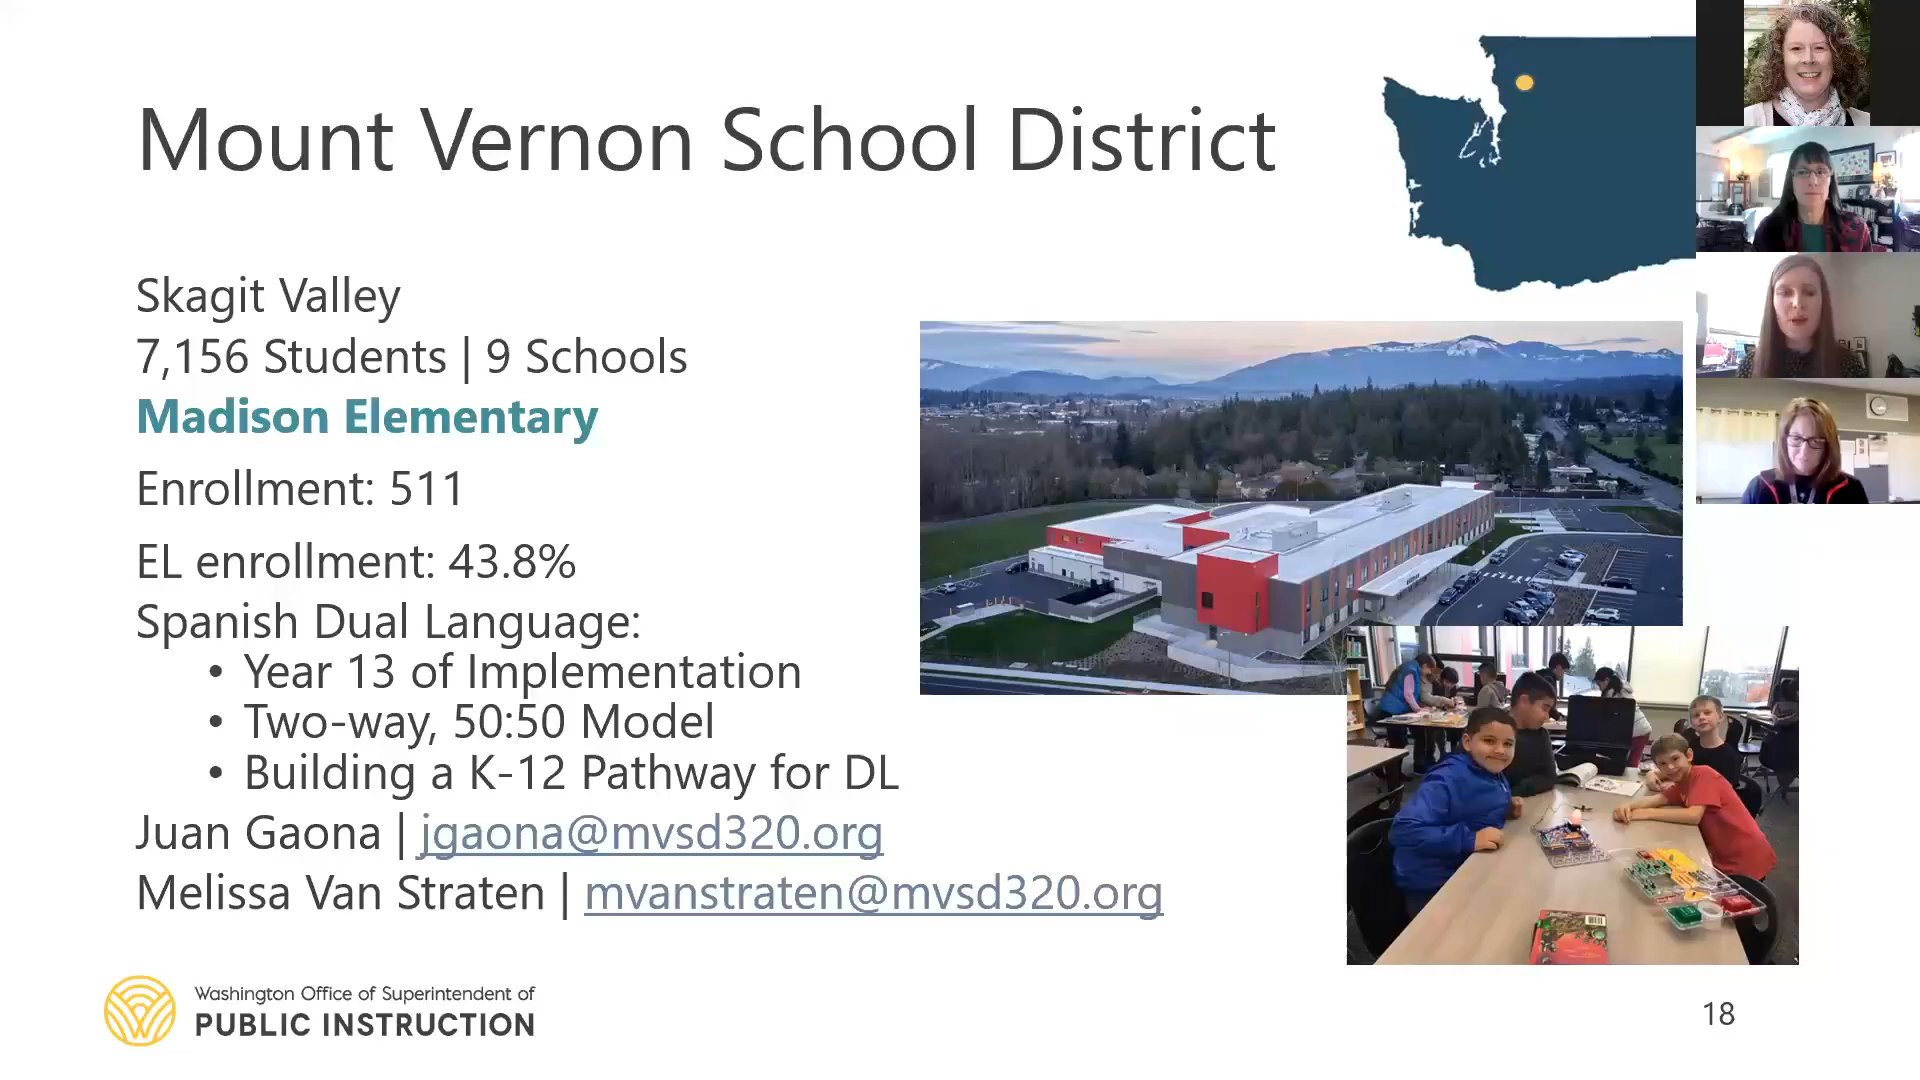 Mount Vernon School District
Skagit Valley
7,156 Students | 9 Schools
Madison Elementary
Enrollment: 511
EL enrollment: 43.8%
Spanish Dual Language:
• Year 13 of Implementation
• Two-way, 50:50 Model
• Building a K-12 Pathway for DL
Juan Gaona | jgaona@mvsd320.org
Melissa Van Straten | mvanstraten@mvsd320.org
Washington Office of Superintendent of
PUBLIC INSTRUCTION
18